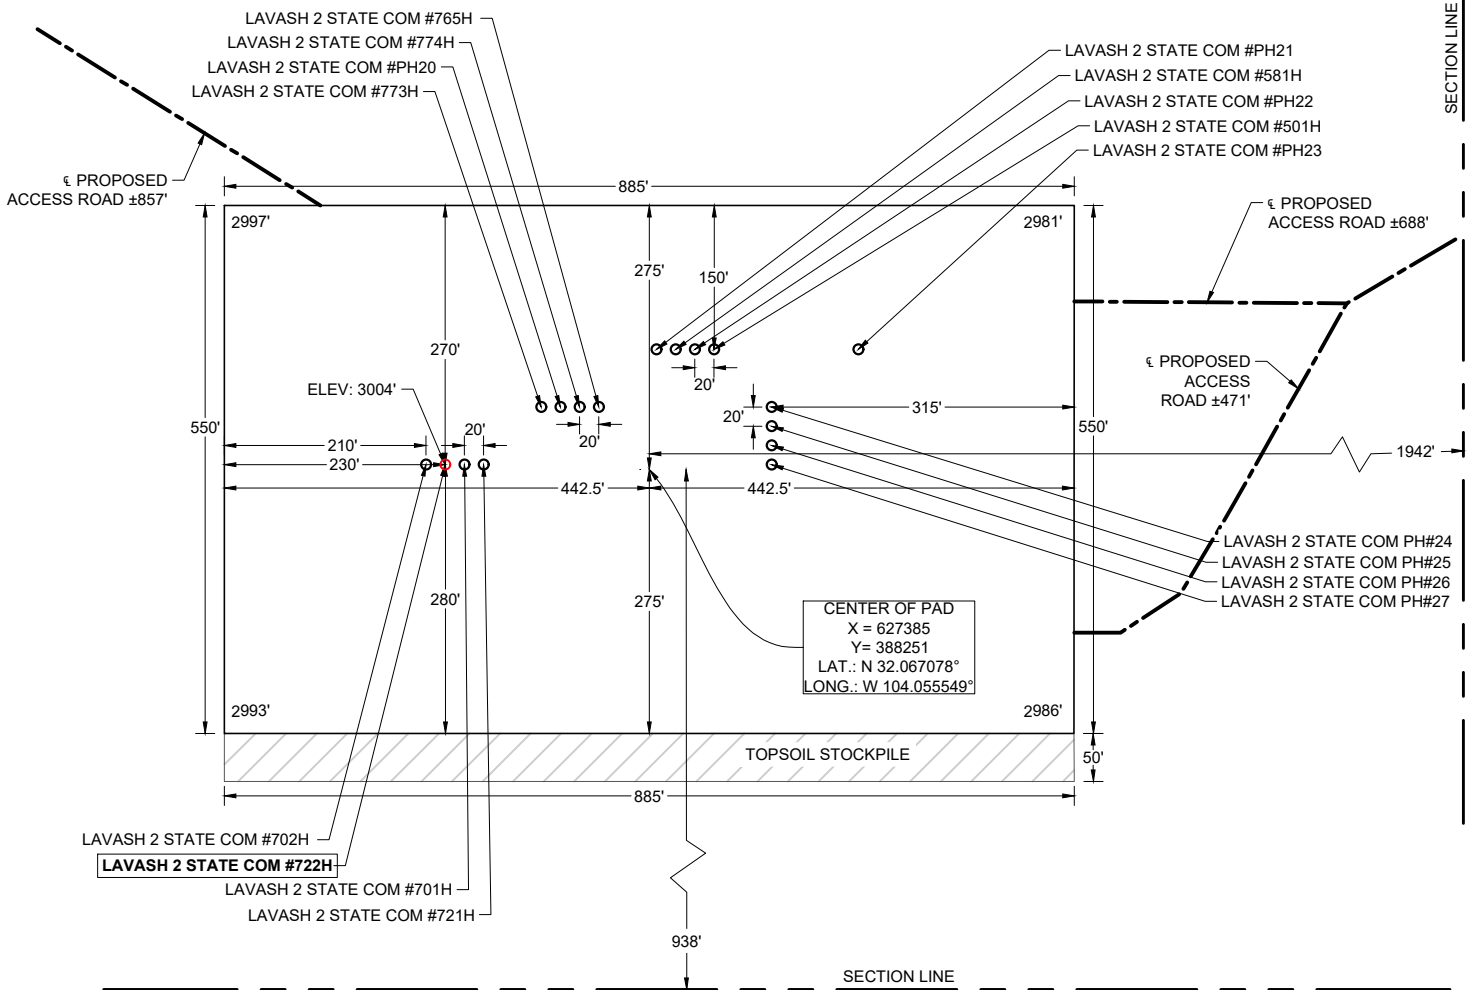 LAVASH 2 STATE COM #765H
LAVASH 2 STATE COM #774H
LAVASH 2 STATE COM #PH20
LAVASH 2 STATE COM #773H
LAVASH 2 STATE COM #PH21
LAVASH 2 STATE COM #581H
LAVASH 2 STATE COM #PH22
LAVASH 2 STATE COM #501H
LAVASH 2 STATE COM #PH23
SECTION LINE
℄ PROPOSED
ACCESS ROAD ±857'
885'
℄ PROPOSED
ACCESS ROAD ±688'
2997'
2981'
275'
150'
270'
20'
ELEV: 3004'
℄ PROPOSED
ACCESS
ROAD ±471'
550'
210'
20'
20'
20'
315'
550'
230'
1942'
442.5'
442.5'
LAVASH 2 STATE COM PH#24
LAVASH 2 STATE COM PH#25
LAVASH 2 STATE COM PH#26
LAVASH 2 STATE COM PH#27
280'
275'
CENTER OF PAD
X = 627385
Y= 388251
LAT.: N 32.067078°
LONG.: W 104.055549°
2993'
2986'
TOPSOIL STOCKPILE
50'
885'
LAVASH 2 STATE COM #702H
LAVASH 2 STATE COM #722H
LAVASH 2 STATE COM #701H
LAVASH 2 STATE COM #721H
938'
SECTION LINE